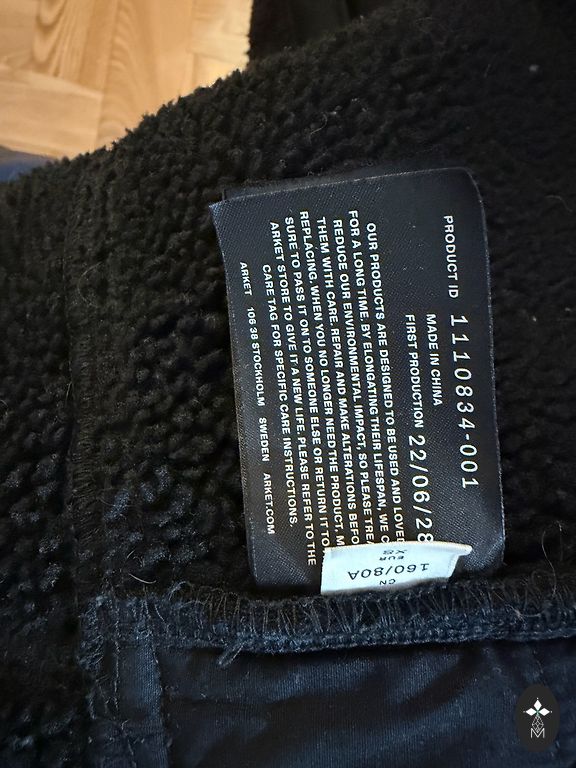 PRODUCT ID 1110834-001
MADE IN CHINA
FIRST PRODUCTION 22/06/28
OUR PRODUCTS ARE DESIGNED TO BE USED AND LOVED
FOR A LONG TIME. BY ELONGATING THEIR LIFESPAN, WE
REDUCE OUR ENVIRONMENTAL IMPACT, SO PLEASE
THEM WITH CARE. REPAIR AND MAKE ALTERATIONS
REPLACING. WHEN YOU NO LONGER NEED THE PRODUCT,
SURE TO PASS IT ON TO SOMEONE ELSE OR RETURN IT TO
ARKET STORE TO GIVE IT A NEW LIFE. PLEASE REFER TO THE
CARE TAG FOR SPECIFIC CARE INSTRUCTIONS.
ARKET 106 38 STOCKHOLM SWEDEN ARKET.COM
EUR XS
CN 160/80A
M